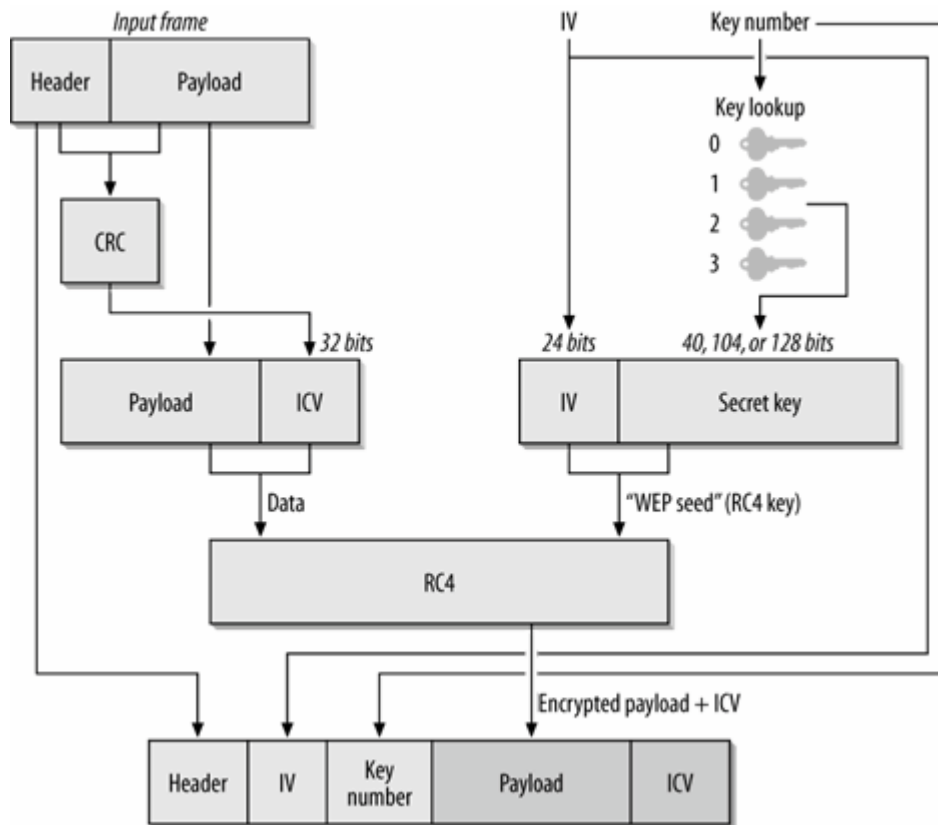 Input frame
IV
Key number
Header
Payload
Key lookup
0
1
2
3
CRC
32 bits
24 bits
40, 104, or 128 bits
Payload
ICV
IV
Secret key
Data
“WEP seed” (RC4 key)
RC4
Encrypted payload + ICV
Header
IV
Key
number
Payload
ICV